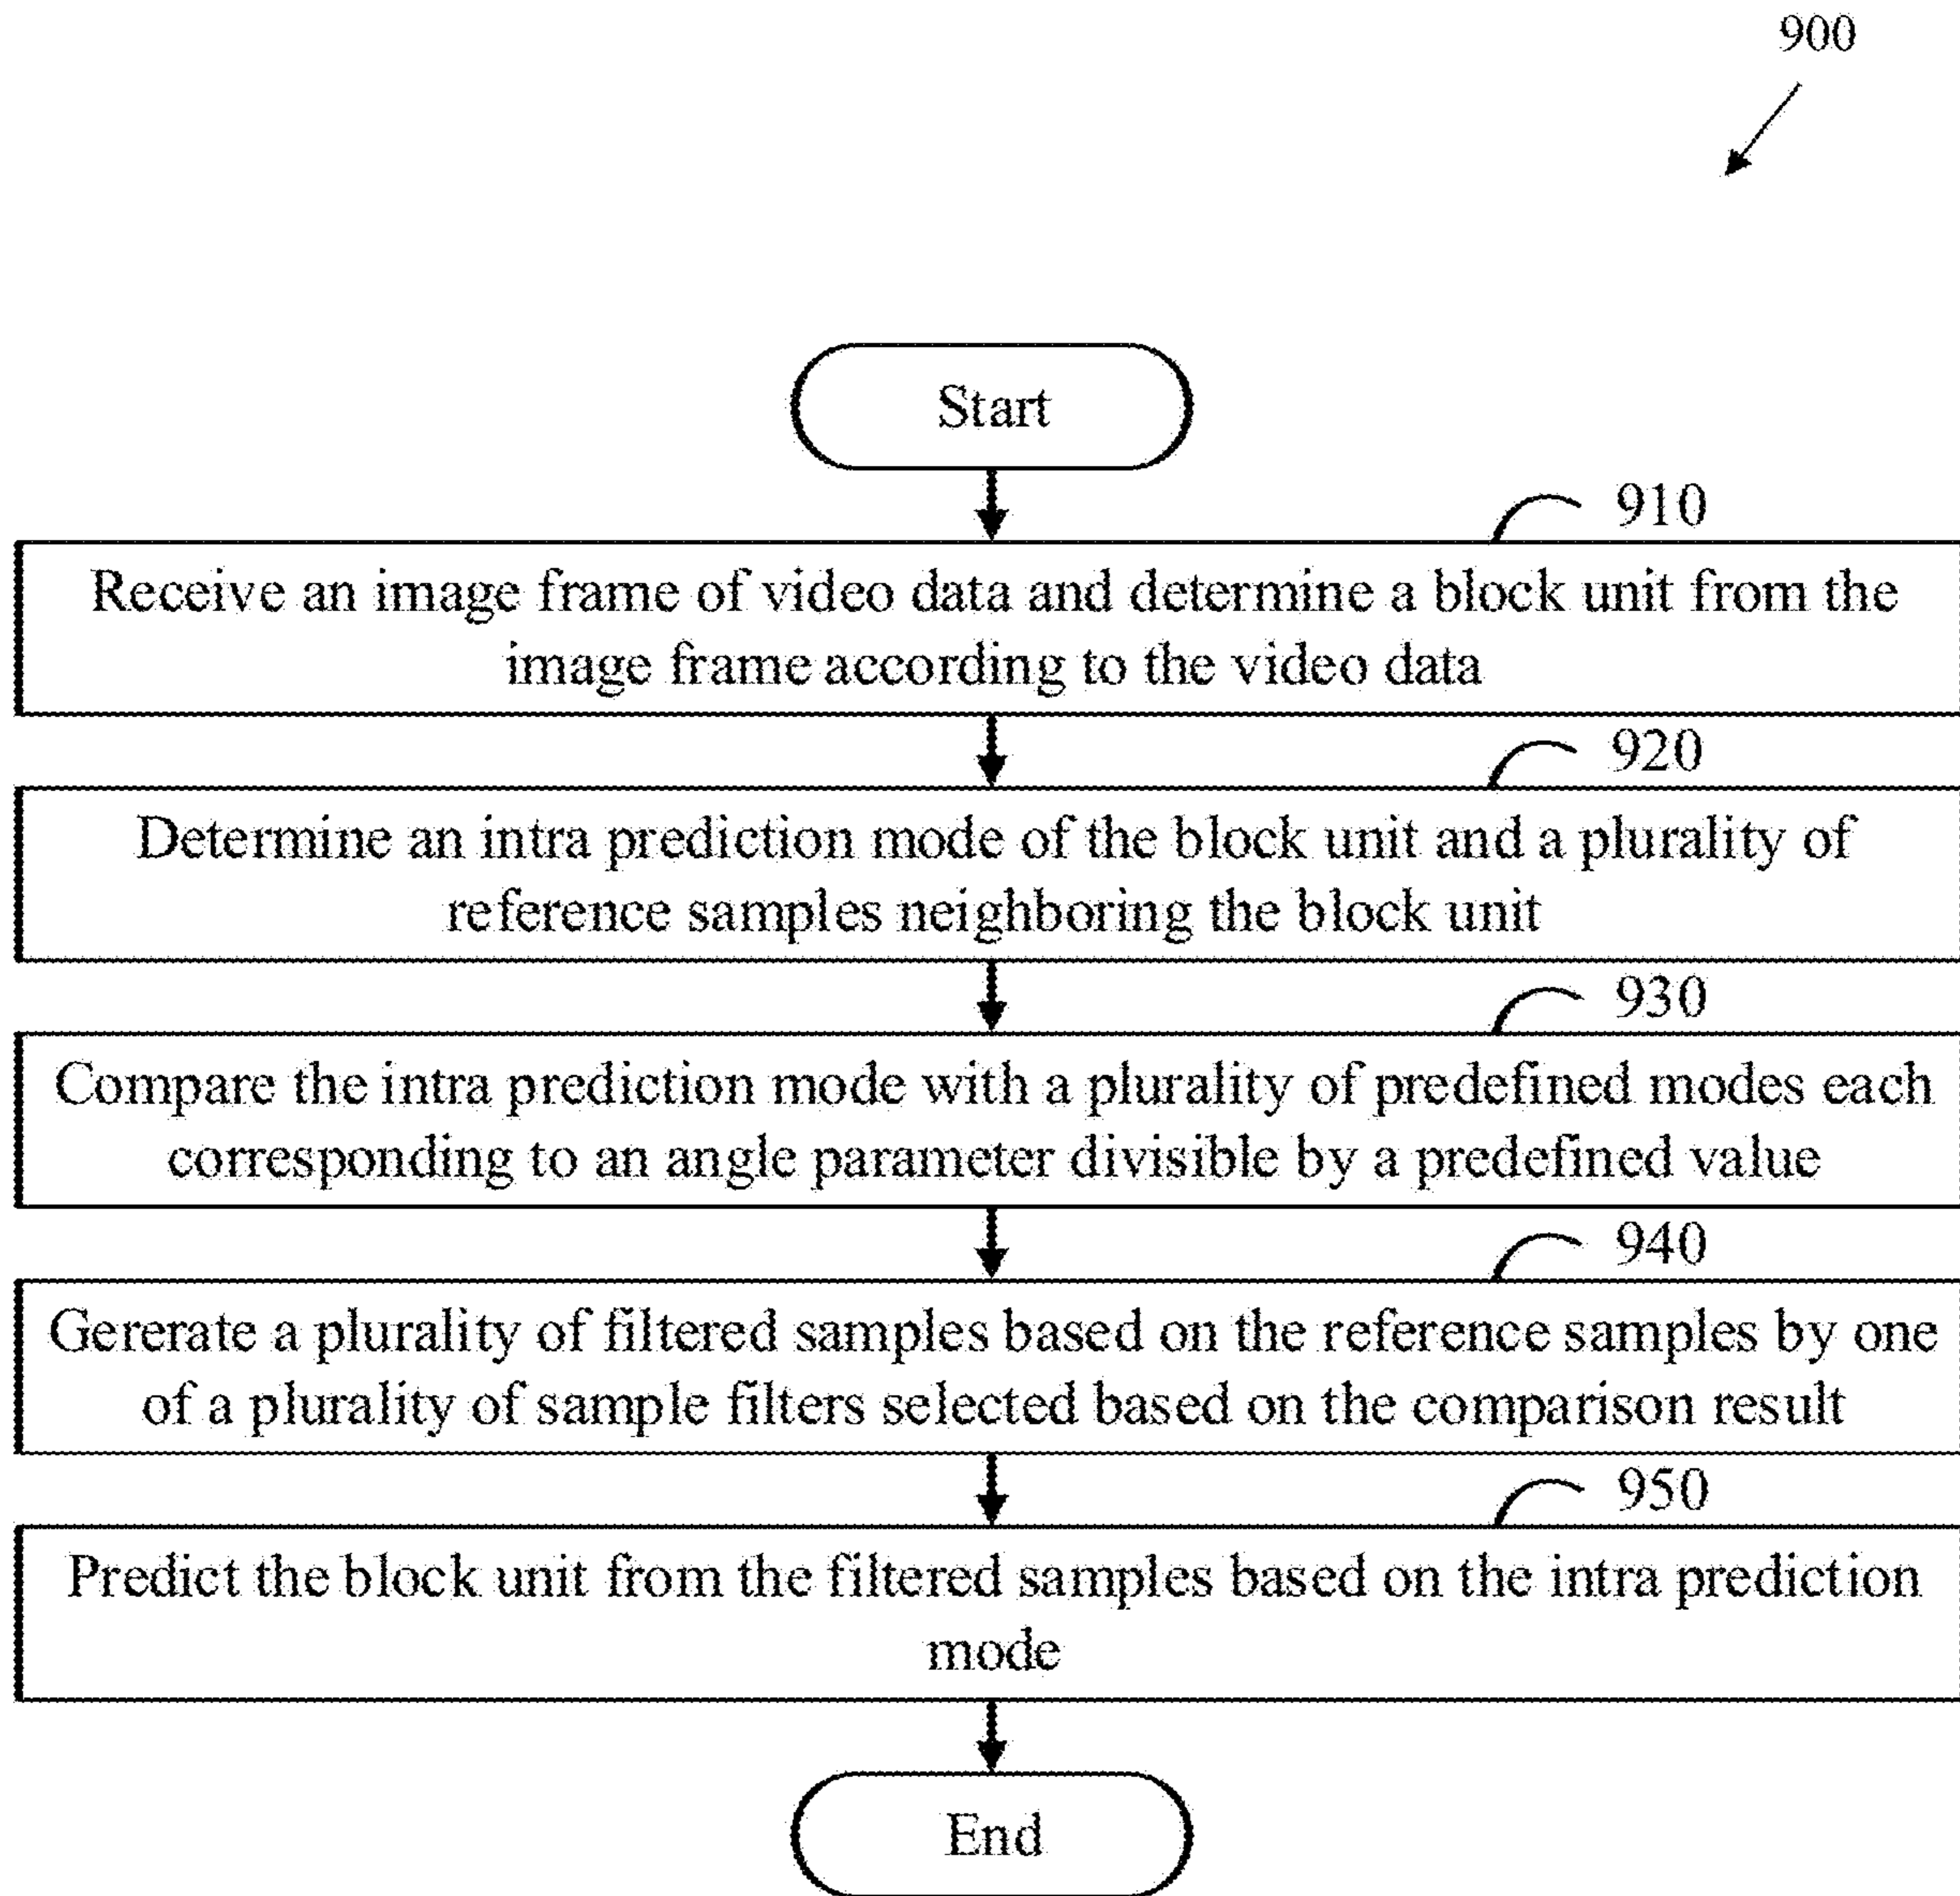 900
Start
910
Receive an image frame of video data and determine a block unit from the
image frame according to the video data
920
Determine an intra prediction mode of the block unit and a plurality of
reference samples neighboring the block unit
930
Compare the intra prediction mode with a plurality of predefined modes each
corresponding to an angle parameter divisible by a predefined value
940
Gererate a plurality of filtered samples based on the reference samples by one
of a plurality of sample filters selected based on the comparison result
950
Predict the block unit from the filtered samples based on the intra prediction
mode
End